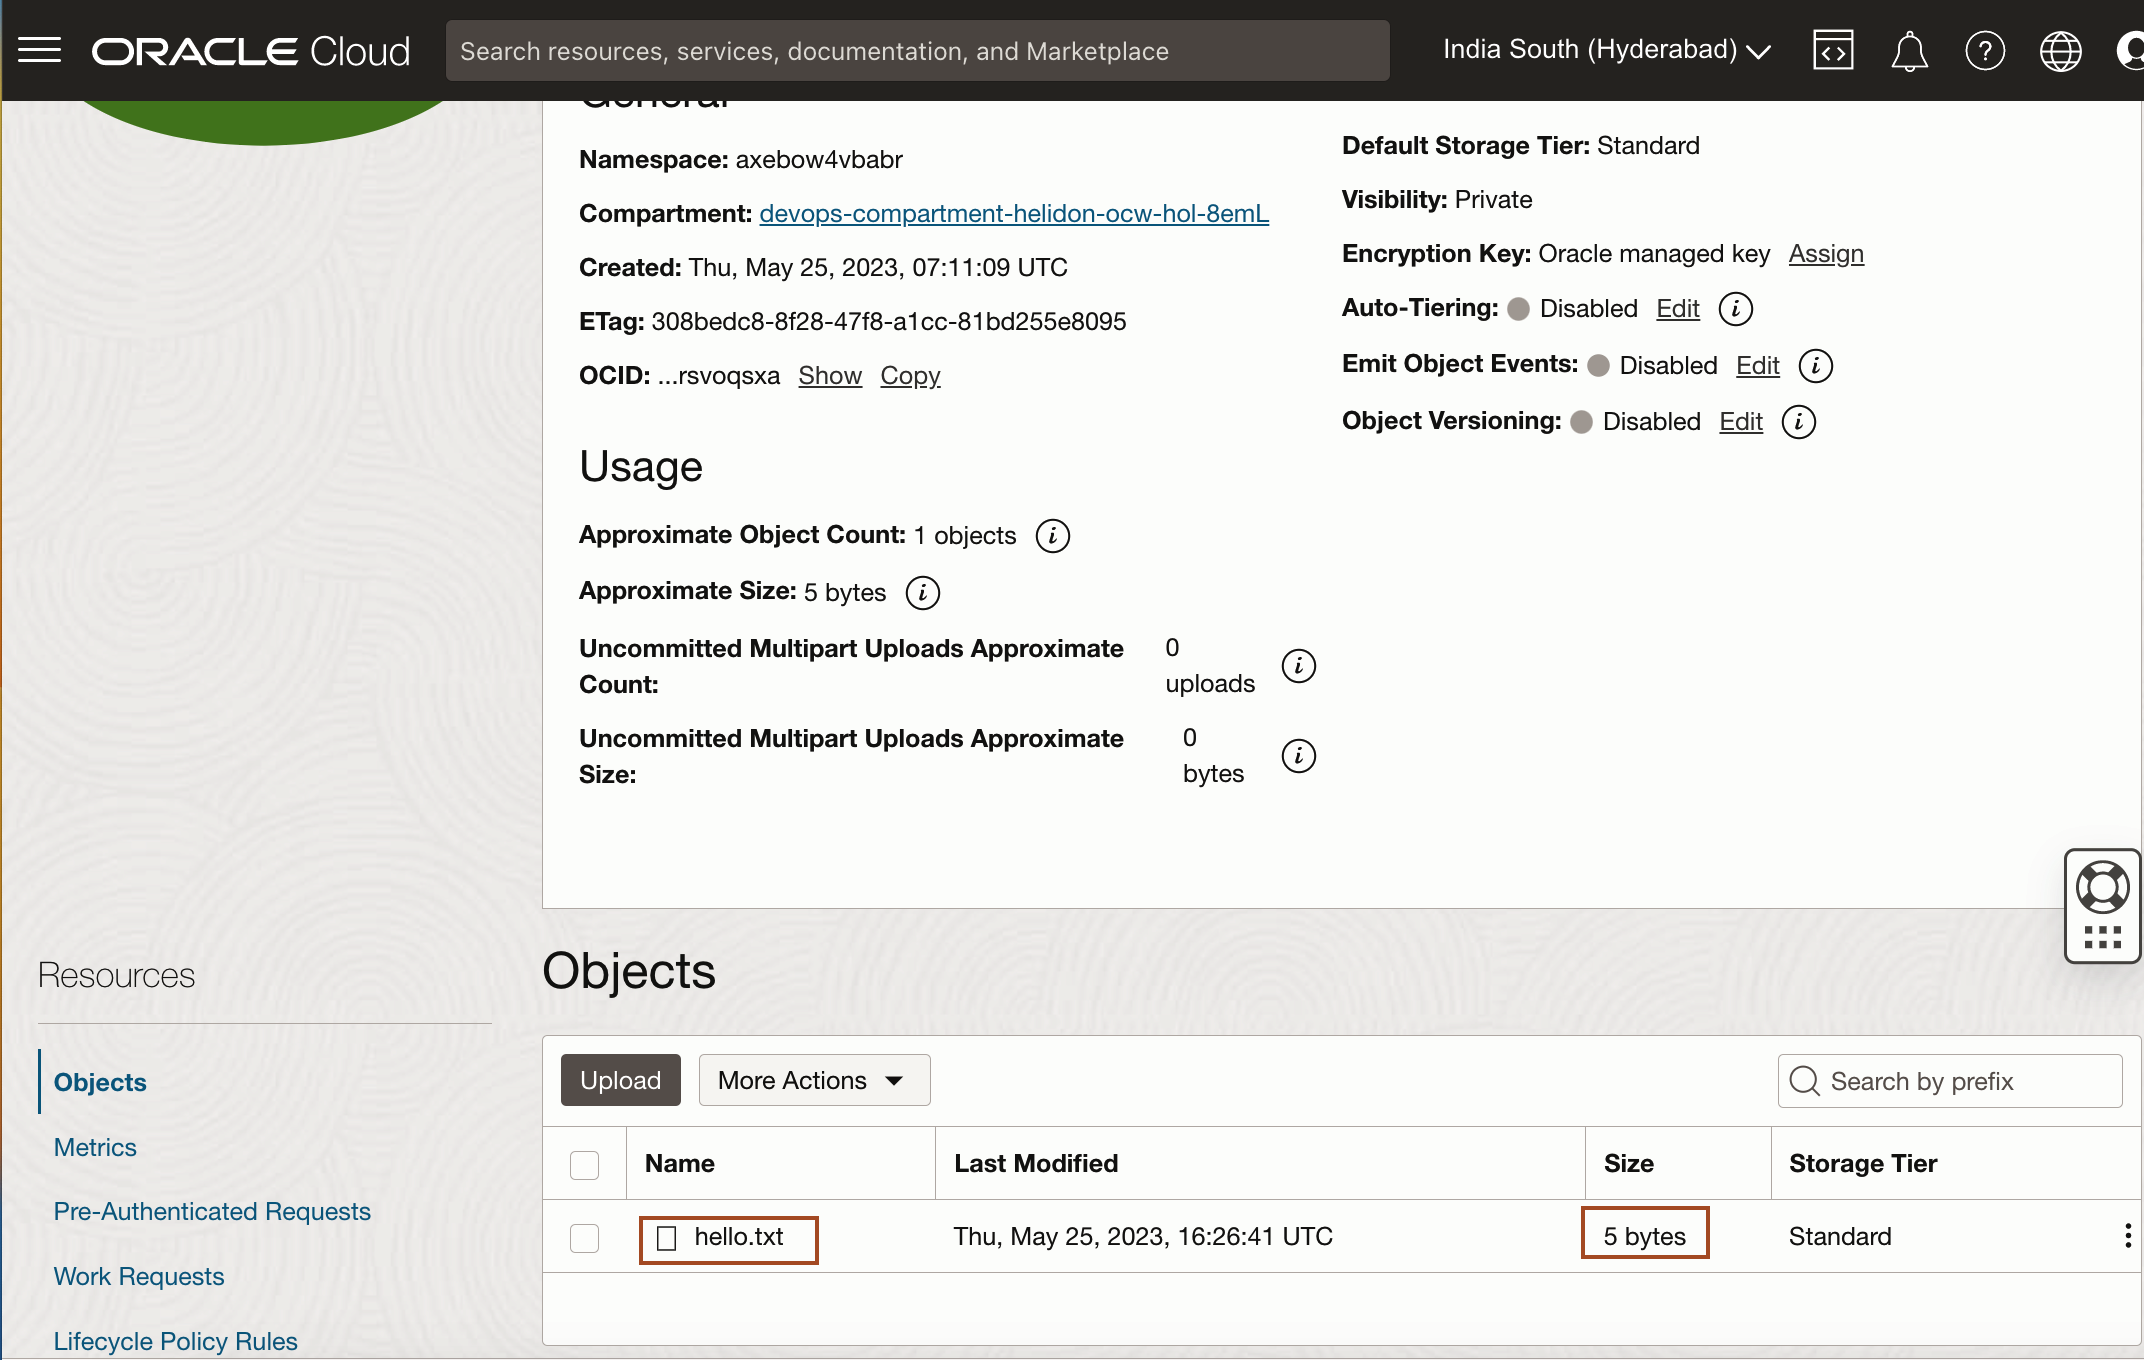 ORACLE Cloud
Search resources, services, documentation, and Marketplace
India South (Hyderabad)
General
Namespace: axebow4vbabr
Compartment: devops-compartment-helidon-ocw-hol-8emL
Created: Thu, May 25, 2023, 07:11:09 UTC
ETag: 308bedc8-8f28-47f8-a1cc-81bd255e8095
OCID: ...rsvoqsxa Show Copy
Default Storage Tier: Standard
Visibility: Private
Encryption Key: Oracle managed key Assign
Auto-Tiering: Disabled Edit
Emit Object Events: Disabled Edit
Object Versioning: Disabled Edit
Usage
Approximate Object Count: 1 objects
Approximate Size: 5 bytes
Uncommitted Multipart Uploads Approximate Count: 0 uploads
Uncommitted Multipart Uploads Approximate Size: 0 bytes
Resources
Objects
Metrics
Pre-Authenticated Requests
Work Requests
Lifecycle Policy Rules
Objects
Upload More Actions Search by prefix
Name Last Modified Size Storage Tier
hello.txt Thu, May 25, 2023, 16:26:41 UTC 5 bytes Standard